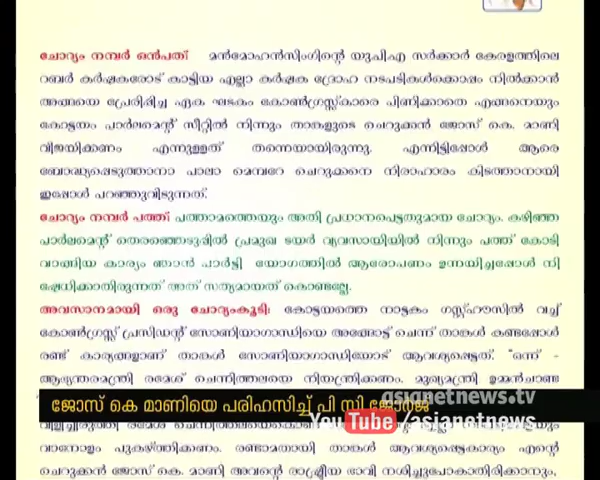 ചോദ്യം നമ്പർ ഒൻപത് മൻമോഹൻസിംഗിന്റെ യുപിഎ സർക്കാർ കേരളത്തിലെ
റബർ കർഷകരോട് കാട്ടിയ എല്ലാ കർഷക ദ്രോഹ നടപടികൾക്കൊപ്പം നിൽക്കാൻ
അങ്ങയെ പ്രേരിപ്പിച്ച ഏക ഘടകം കോൺഗ്രസ്സ്കാരെ പിണിക്കാതെ എങ്ങനെയും
കോട്ടയം പാർലമെന്റ് സീറ്റിൽ നിന്നും താങ്കളുടെ ചെറുക്കൻ ജോസ് കെ. മാണി
വിജയിക്കണം എന്നുള്ളത് തന്നെയായിരുന്നു. എന്നിട്ടിപ്പോൾ ആരെ
ബോദ്ധ്യപ്പെടുത്താനാ പാലാ മെമ്പറേ ചെറുക്കനെ നിരാഹാരം കിടത്താനായി
ഇപ്പോൾ പറഞ്ഞുവിടുന്നത്.
ചോദ്യം നമ്പർ പത്ത്: പത്താമത്തെയും അതി പ്രധാനപ്പെട്ടതുമായ ചോദ്യം. കഴിഞ്ഞ
പാർലമെന്റ് തെരഞ്ഞെടുപ്പിൽ പ്രമുഖ ടയർ വ്യവസായിയിൽ നിന്നും പത്ത് കോടി
വാങ്ങിയ കാര്യം ഞാൻ പാർട്ടി യോഗത്തിൽ ആരോപണം ഉന്നയിച്ചപ്പോൾ നി
ഷേധിക്കാതിരുന്നത് അത് സത്യമായത് കൊണ്ടല്ലേ.
അവസാനമായി ഒരു ചോദ്യംകൂടി: കോട്ടയത്തെ നാട്ടകം ഗസ്റ്റ്ഹൗസിൽ വച്ച്
കോൺഗ്രസ്സ് പ്രസിഡന്റ് സോണിയാഗാന്ധിയെ അങ്ങോട്ട് ചെന്ന് താങ്കൾ കണ്ടപ്പോൾ
രണ്ട് കാര്യങ്ങളാണ് താങ്കൾ സോണിയാഗാന്ധിയോട് ആവശ്യപ്പെട്ടത്. "ഒന്ന് -
ആഭ്യന്തരമന്ത്രി രമേശ് ചെന്നിത്തലയെ നിയന്ത്രിക്കണം. മുഖ്യമന്ത്രി ഉമ്മൻചാണ്ട
asianetnews.tv
ജോസ് കെ മാണിയെ പരിഹസിച്ച് പി സി ജോർജ്
YouTube /asianetnews
വിളിച്ചിരുത്തി രമേശ് ചെന്നിത്തലയെകൊണ്ട്
വാനോളം പുകഴ്ത്തിക്കണം. രണ്ടാമതായി താങ്കൾ ആവശ്യപ്പെട്ടകാര്യം എന്റെ
ചെറുക്കൻ ജോസ് കെ. മാണി അവന്റെ രാഷ്ട്രീയ ഭാവി നശിച്ചുപോകാതിരിക്കാനും,